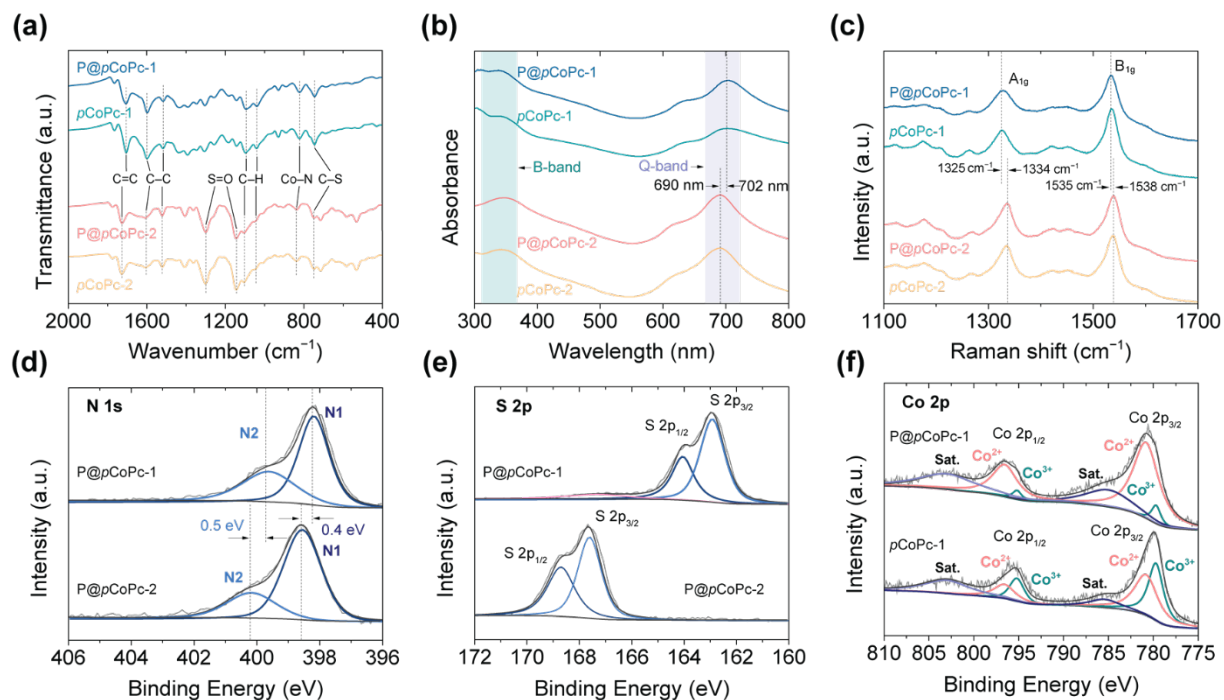 (a)
Transmittance (a.u.)
P@pCoPc-1
pCoPc-1
C=C C–C S=O C–H Co–N C–S
P@pCoPc-2
pCoPc-2
2000 1600 1200 800 400
Wavenumber (cm⁻¹)
(b)
Absorbance
P@pCoPc-1
pCoPc-1
B-band
Q-band
690 nm 702 nm
P@pCoPc-2
pCoPc-2
300 400 500 600 700 800
Wavelength (nm)
(c)
Intensity (a.u.)
A1g
B1g
P@pCoPc-1
pCoPc-1
1325 cm⁻¹ 1334 cm⁻¹
1535 cm⁻¹ 1538 cm⁻¹
P@pCoPc-2
pCoPc-2
1100 1300 1500 1700
Raman shift (cm⁻¹)
(d)
Intensity (a.u.)
N 1s
N1
N2
P@pCoPc-1
0.5 eV
0.4 eV
N1
N2
P@pCoPc-2
406 404 402 400 398 396
Binding Energy (eV)
(e)
Intensity (a.u.)
S 2p
S 2p3/2
S 2p1/2
P@pCoPc-1
S 2p3/2
S 2p1/2
P@pCoPc-2
172 170 168 166 164 162 160
Binding Energy (eV)
(f)
Intensity (a.u.)
Co 2p
Co 2p3/2
P@pCoPc-1
Co 2p1/2
Co²⁺
Co²⁺
Sat.
Co³⁺
Sat.
Co³⁺
pCoPc-1
Co 2p1/2
Co 2p3/2
Co²⁺
Co³⁺
Co²⁺
Co³⁺
Sat.
Sat.
810 805 800 795 790 785 780 775
Binding Energy (eV)